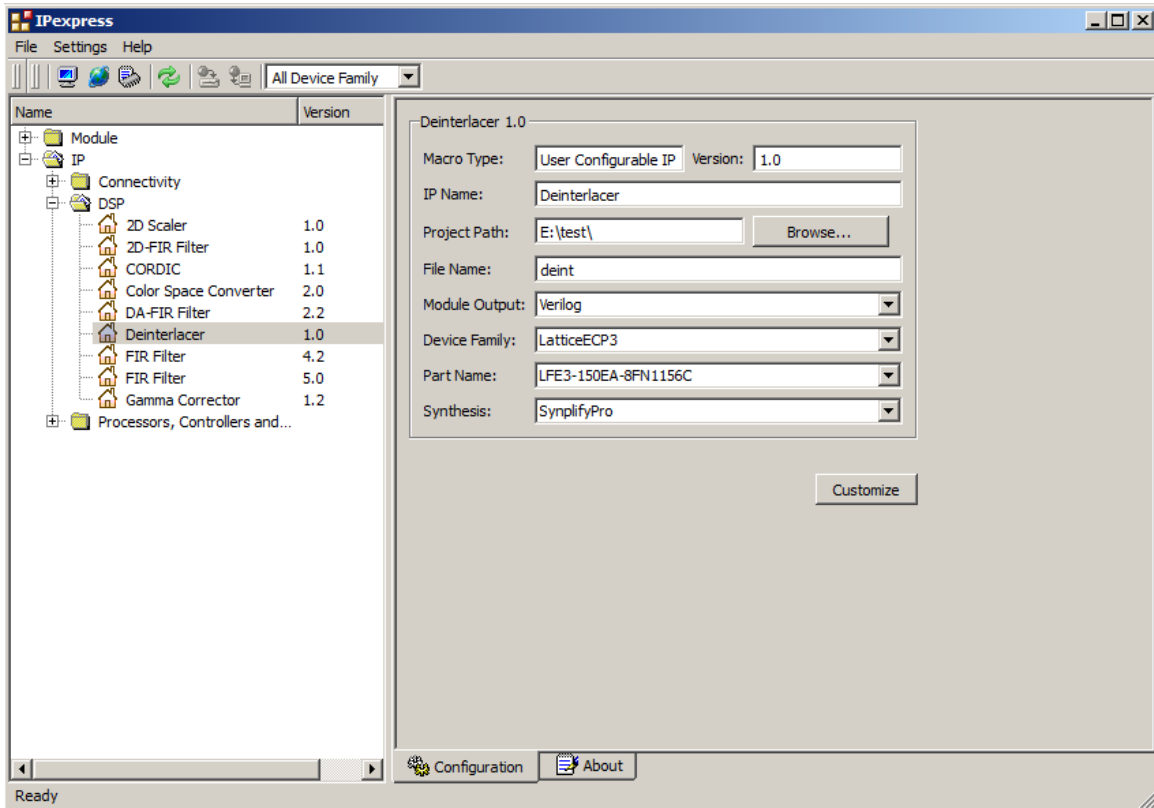 IPexpress
File Settings Help
All Device Family
Name Version
Module
IP
Connectivity
DSP
2D Scaler 1.0
2D-FIR Filter 1.0
CORDIC 1.1
Color Space Converter 2.0
DA-FIR Filter 2.2
Deinterlacer 1.0
FIR Filter 4.2
FIR Filter 5.0
Gamma Corrector 1.2
Processors, Controllers and...
Deinterlacer 1.0
Macro Type: User Configurable IP Version: 1.0
IP Name: Deinterlacer
Project Path: E:\test\ Browse...
File Name: deint
Module Output: Verilog
Device Family: LatticeECP3
Part Name: LFE3-150EA-8FN1156C
Synthesis: SynplifyPro
Customize
Configuration About
Ready